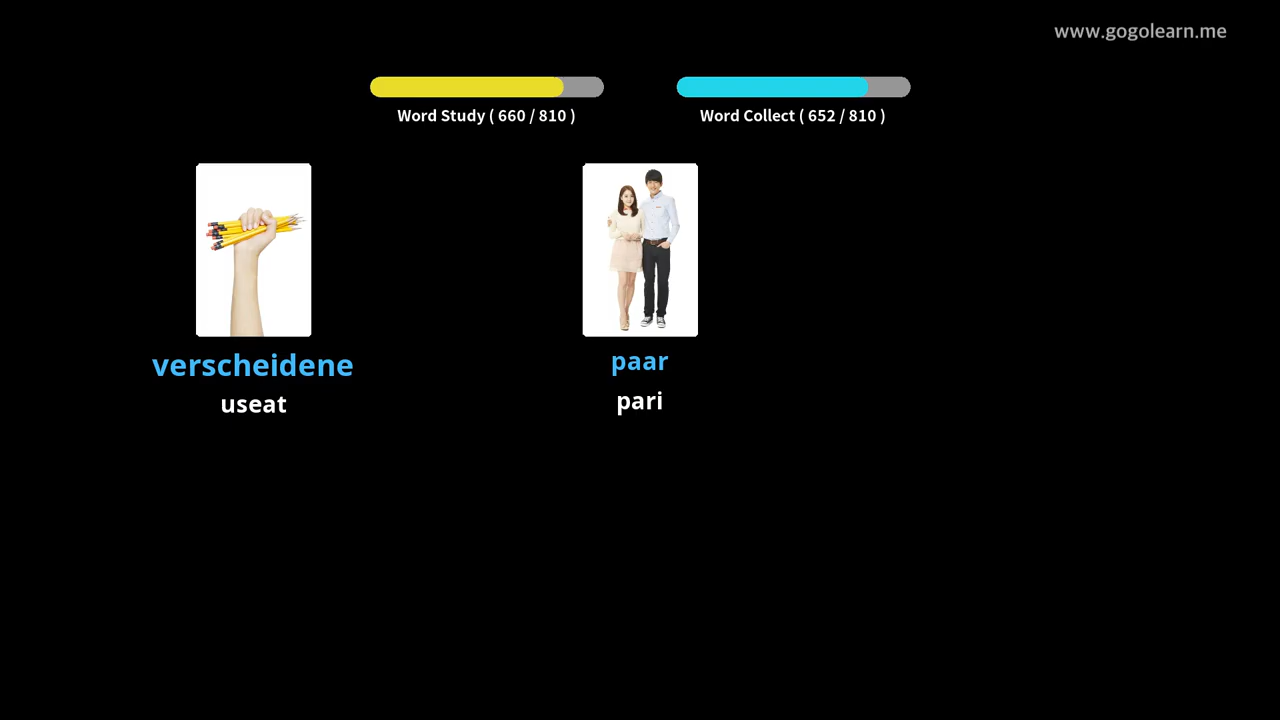 www.gogolearn.me
Word Study ( 660 / 810 )
Word Collect ( 652 / 810 )
verscheidene
useat
paar
pari